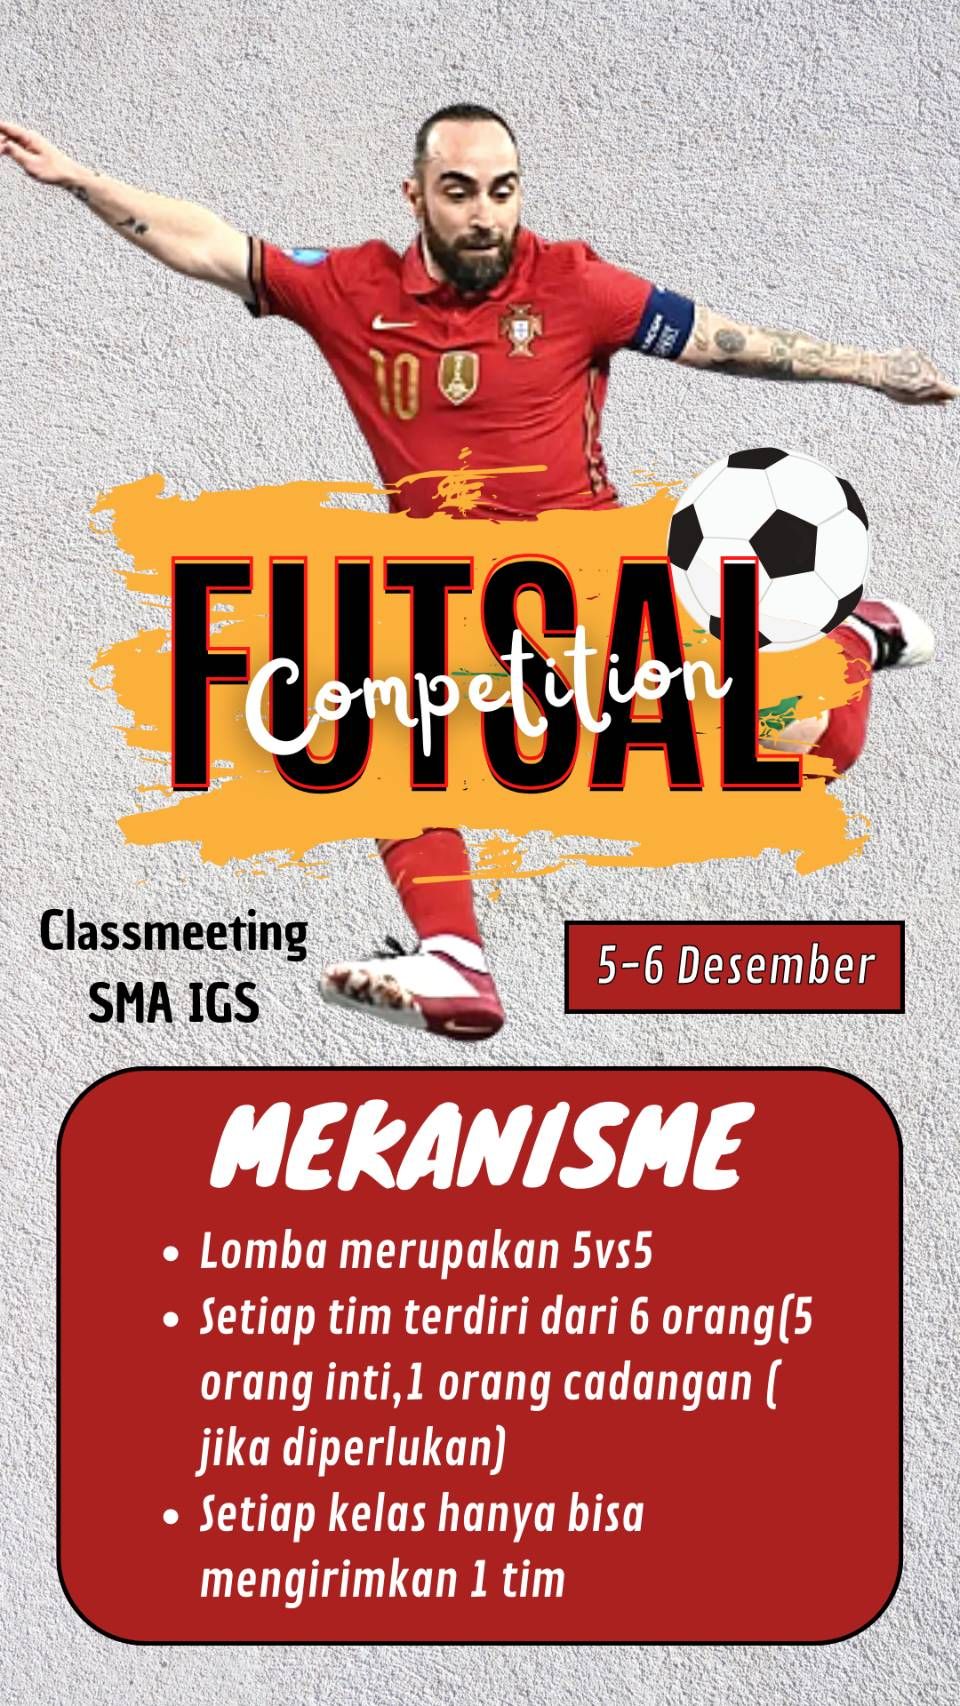 10
FUTSAL
Competition
Classmeeting
SMA IGS
5-6 Desember
MEKANISME
• Lomba merupakan 5vs5
• Setiap tim terdiri dari 6 orang(5
orang inti,1 orang cadangan (
jika diperlukan)
• Setiap kelas hanya bisa
mengirimkan 1 tim